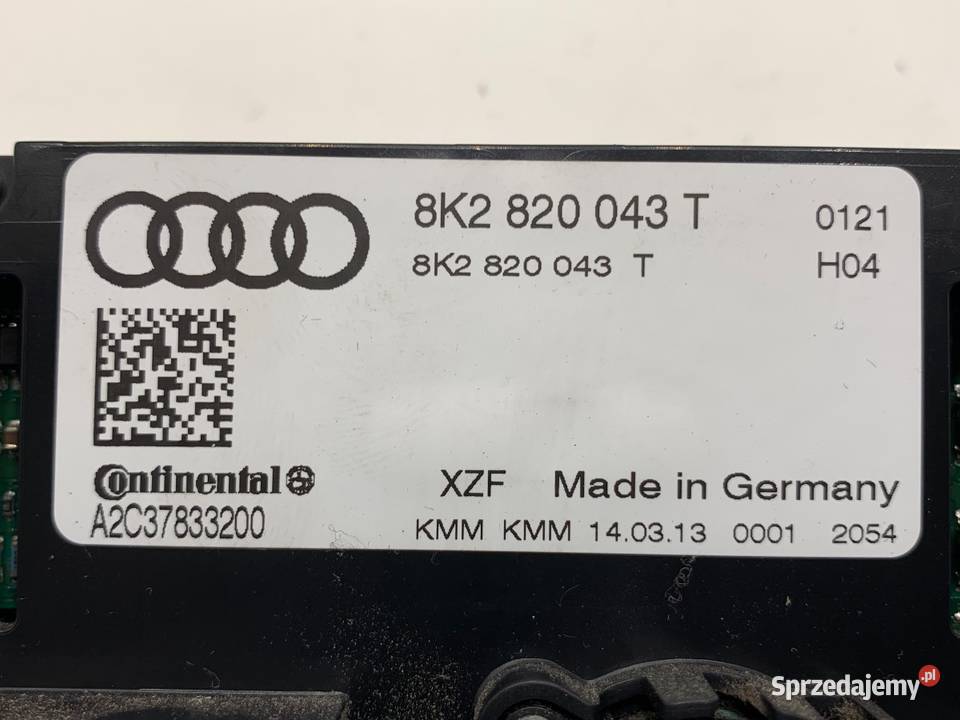 8K2 820 043 T 0121
8K2 820 043 T H04
Continental
XZF Made in Germany
A2C37833200
KMM KMM 14.03.13 0001 2054
Sprzedajemy.pl